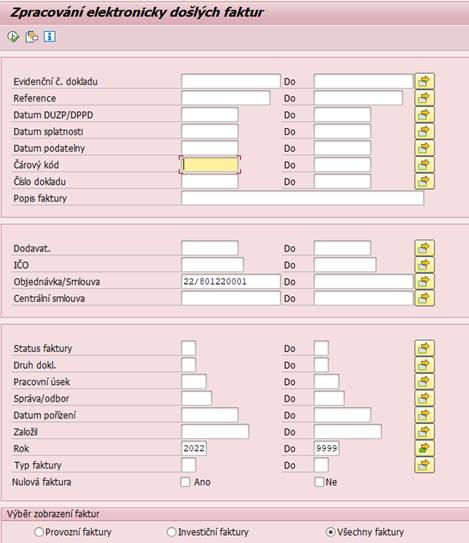 Zpracování elektronicky došlých faktur
Evidenční č. dokladu Do
Reference Do
Datum DUZP/DPPD Do
Datum splatnosti Do
Datum podatelny Do
Čárový kód Do
Číslo dokladu Do
Popis faktury
Dodavat. Do
IČO Do
Objednávka/Smlouva 22/801220001 Do
Centrální smlouva Do
Status faktury Do
Druh dokl. Do
Pracovní úsek Do
Správa/odbor Do
Datum pořízení Do
Založil Do
Rok 2022 Do 9999
Typ faktury Do
Nulová faktura Ano Ne
Výběr zobrazení faktur
Provozní faktury Investiční faktury Všechny faktury